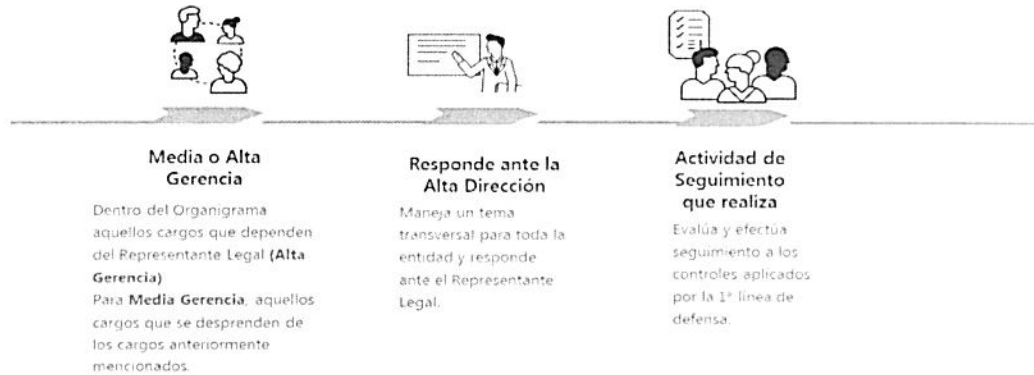 Media o Alta
Gerencia
Dentro del Organigrama
aquellos cargos que dependen
del Representante Legal (Alta
Gerencia)
Para Media Gerencia, aquellos
cargos que se desprenden de
los cargos anteriormente
mencionados.
Responde ante la
Alta Dirección
Maneja un tema
transversal para toda la
entidad y responde
ante el Representante
Legal.
Actividad de
Seguimiento
que realiza
Evalúa y efectúa
seguimiento a los
controles aplicados
por la 1ª línea de
defensa.